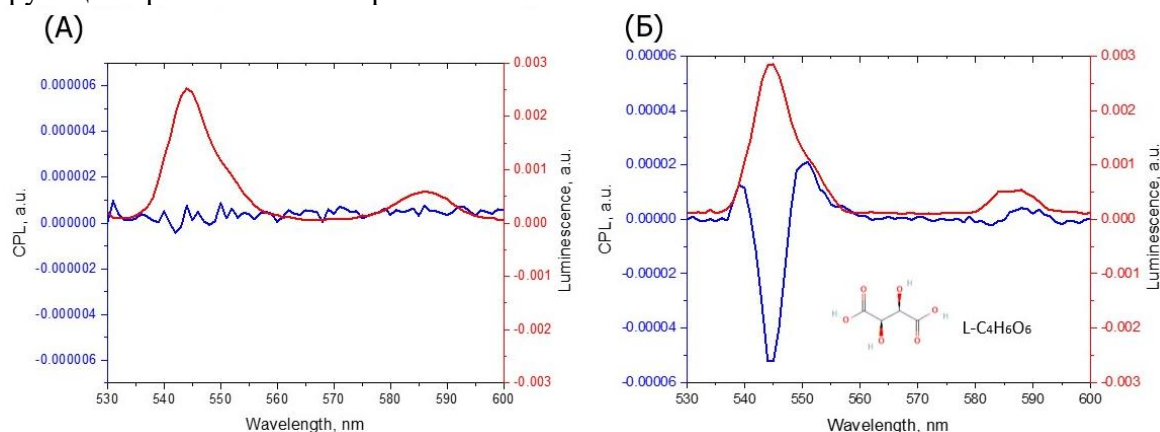 (А)
(Б)
0.000006
0.000004
0.000002
0.000000
-0.000002
-0.000004
-0.000006
CPL, a.u.
0.003
0.002
0.001
0.000
-0.001
-0.002
-0.003
Luminescence, a.u.
530 540 550 560 570 580 590 600
Wavelength, nm
0.00006
0.00004
0.00002
0.00000
-0.00002
-0.00004
-0.00006
CPL, a.u.
0.003
0.002
0.001
0.000
-0.001
-0.002
-0.003
Luminescence, a.u.
H O O H
H O O H
O O
L-C4H6O6
530 540 550 560 570 580 590 600
Wavelength, nm